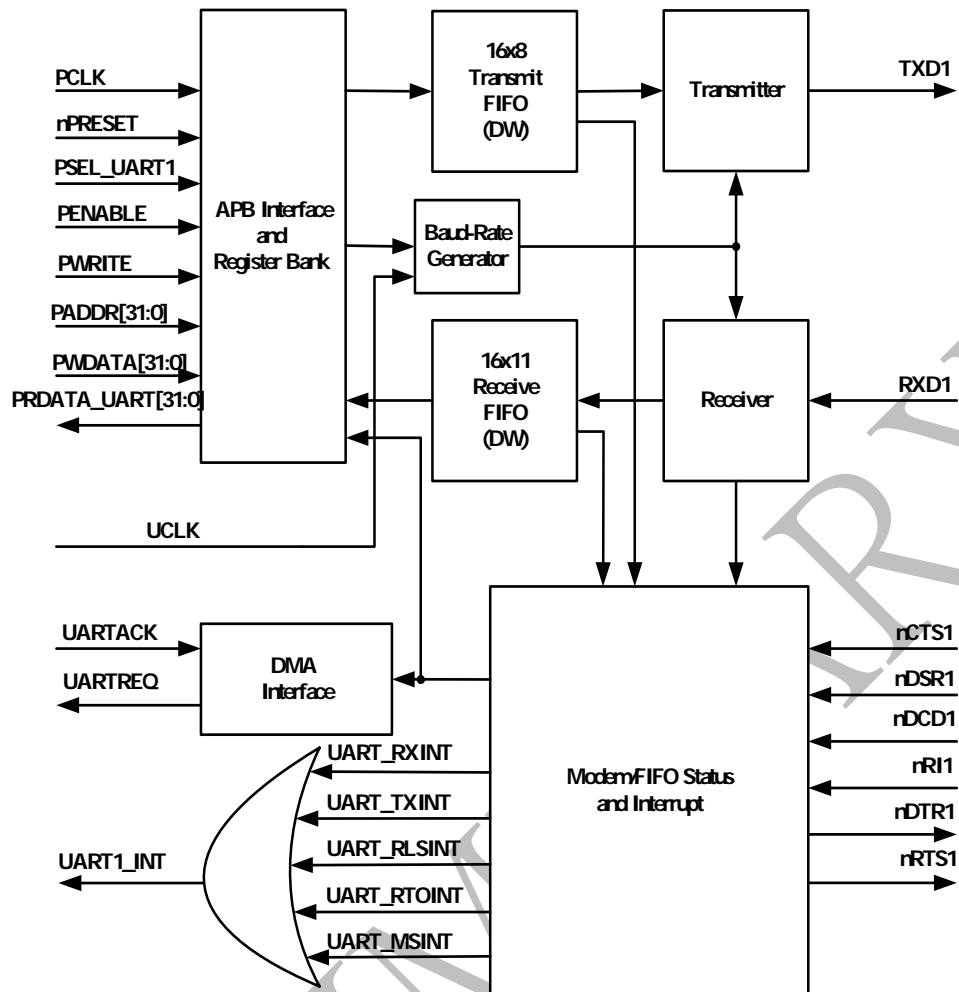 PCLK
nPRESET
PSEL_UART1
PENABLE
PWRITE
PADDR[31:0]
PWDATA[31:0]
PRDATA_UART[31:0]
APB Interface
and
Register Bank
16x8
Transmit
FIFO
(DW)
Transmitter
TXD1
Baud-Rate
Generator
16x11
Receive
FIFO
(DW)
Receiver
RXD1
UCLK
UARTACK
UARTREQ
DMA
Interface
UART_RXINT
UART_TXINT
UART_RLSINT
UART_RTOINT
UART_MSINT
UART1_INT
Modem/FIFO Status
and Interrupt
nCTS1
nDSR1
nDCD1
nRI1
nDTR1
nRTS1